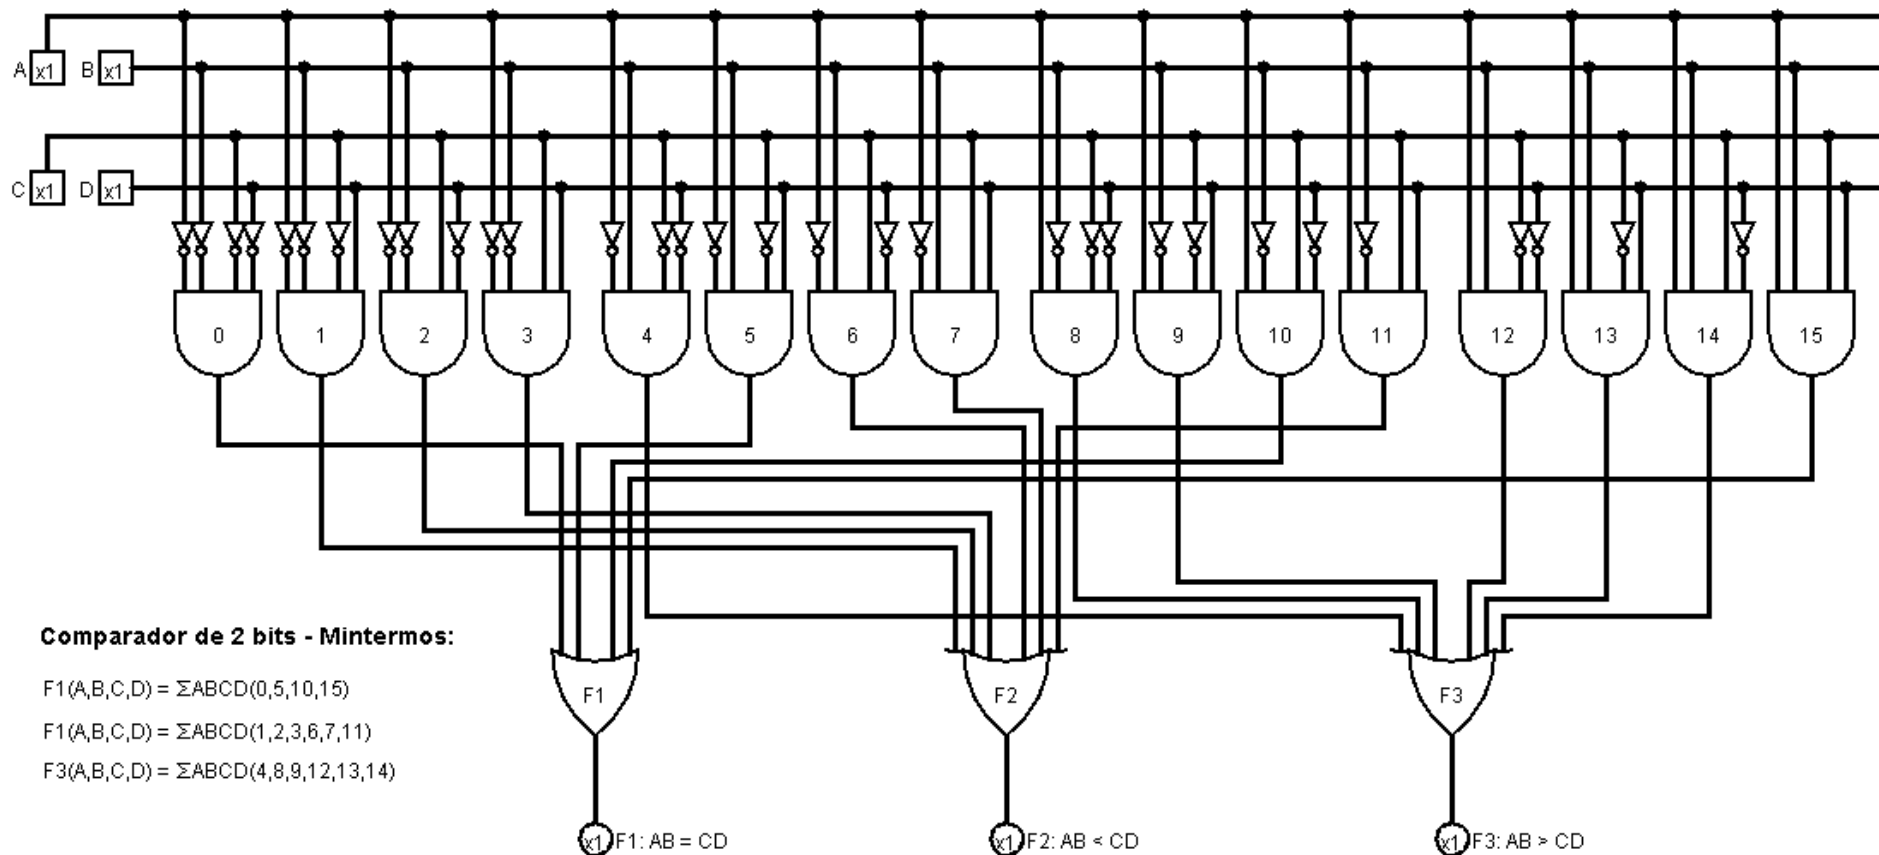 A x1 B x1
C x1 D x1
0 1 2 3 4 5 6 7 8 9 10 11 12 13 14 15
Comparador de 2 bits - Mintermos:
F1(A,B,C,D) = ΣABCD(0,5,10,15)
F1(A,B,C,D) = ΣABCD(1,2,3,6,7,11)
F3(A,B,C,D) = ΣABCD(4,8,9,12,13,14)
F1 F2 F3
x1 F1: AB = CD
x1 F2: AB < CD
x1 F3: AB > CD